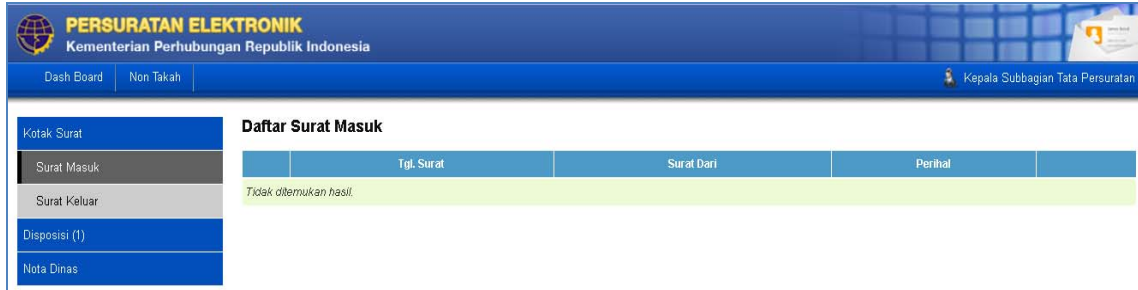 PERSURATAN ELEKTRONIK
Kementerian Perhubungan Republik Indonesia
Dash Board Non Takah Kepala Subbagian Tata Persuratan
Kotak Surat
Surat Masuk
Surat Keluar
Disposisi (1)
Nota Dinas
Daftar Surat Masuk
Tgl. Surat Surat Dari Perihal
Tidak ditemukan hasil.